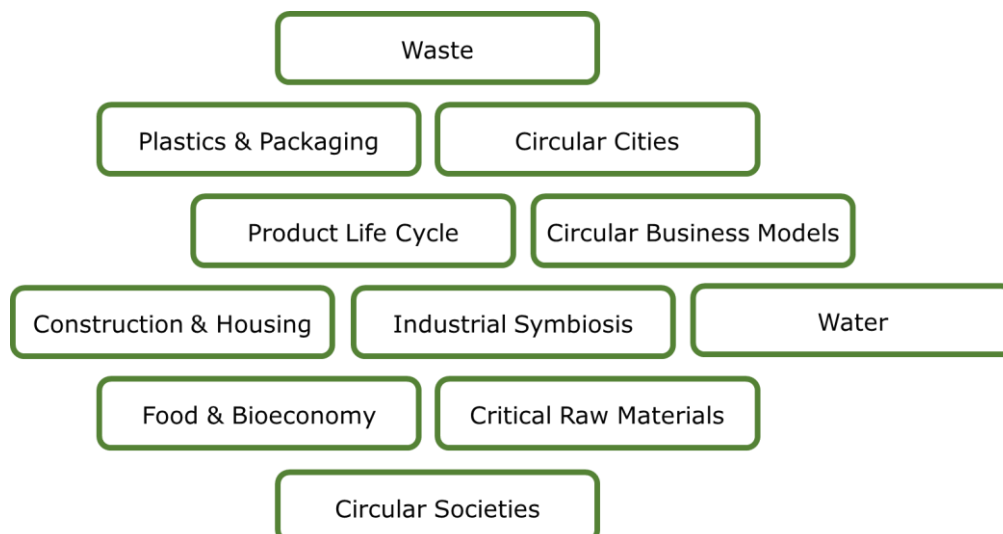 Waste
Plastics & Packaging
Circular Cities
Product Life Cycle
Circular Business Models
Construction & Housing
Industrial Symbiosis
Water
Food & Bioeconomy
Critical Raw Materials
Circular Societies